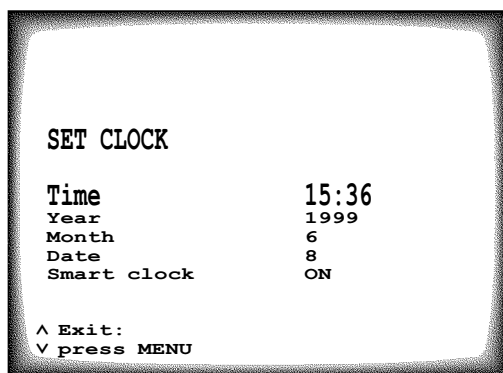 SET CLOCK
Time 15:36
Year 1999
Month 6
Date 8
Smart clock ON
∧ Exit:
∨ press MENU